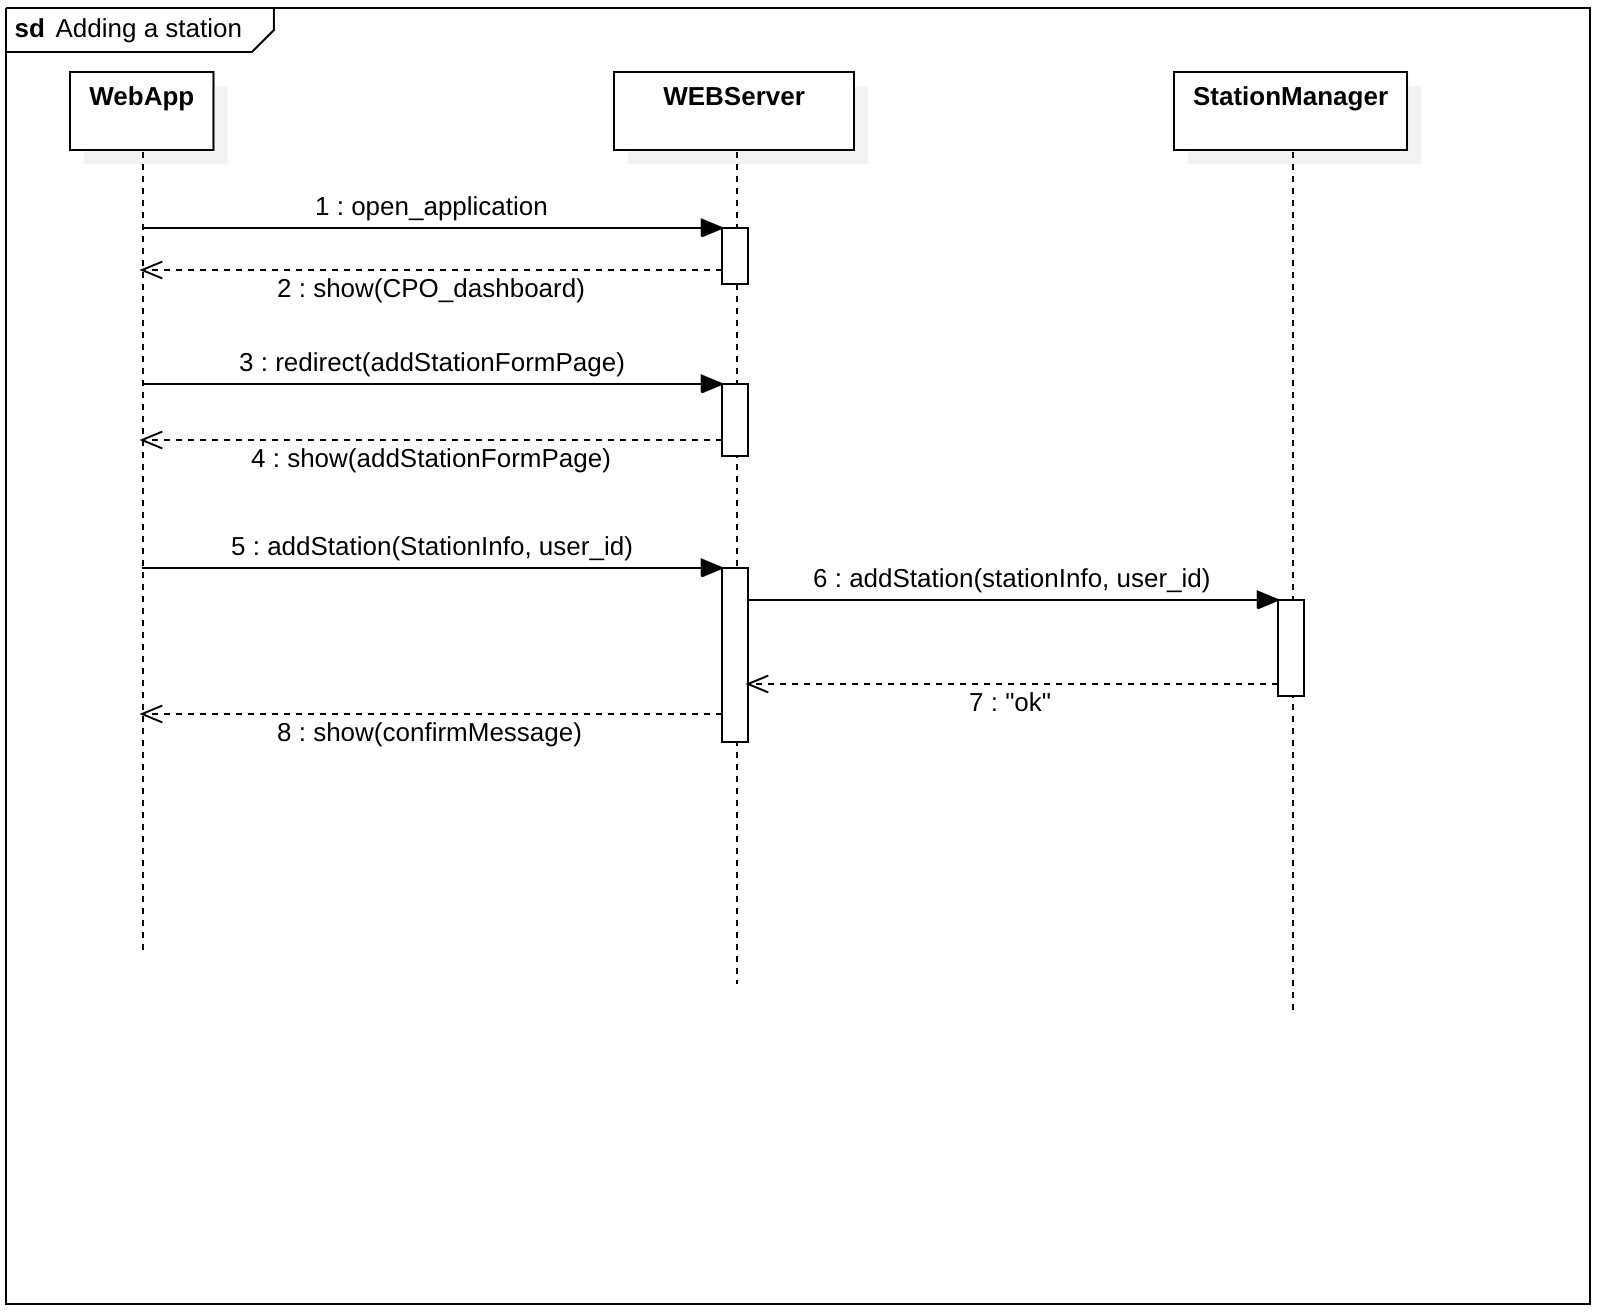 sd Adding a station
WebApp
WEBServer
StationManager
1 : open_application
2 : show(CPO_dashboard)
3 : redirect(addStationFormPage)
4 : show(addStationFormPage)
5 : addStation(StationInfo, user_id)
6 : addStation(stationInfo, user_id)
7 : "ok"
8 : show(confirmMessage)